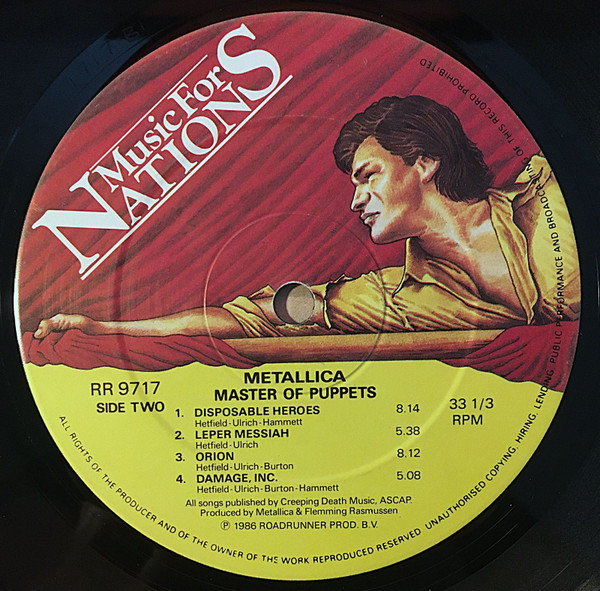 Music For
NATIONS
RR 9717
SIDE TWO
METALLICA
MASTER OF PUPPETS
33 1/3
RPM
1. DISPOSABLE HEROES 8.14
Hetfield-Ulrich-Hammett
2. LEPER MESSIAH 5.38
Hetfield-Ulrich
3. ORION 8.12
Hetfield-Ulrich-Burton
4. DAMAGE, INC. 5.08
Hetfield-Ulrich-Burton-Hammett
All songs published by Creeping Death Music, ASCAP.
Produced by Metallica & Flemming Rasmussen
℗ 1986 ROADRUNNER PROD. B.V.
ALL RIGHTS OF THE PRODUCER AND OF THE OWNER OF THE WORK REPRODUCED RESERVED UNAUTHORISED COPYING, HIRING, LENDING, PUBLIC PERFORMANCE AND BROADCASTING OF THIS RECORD PROHIBITED